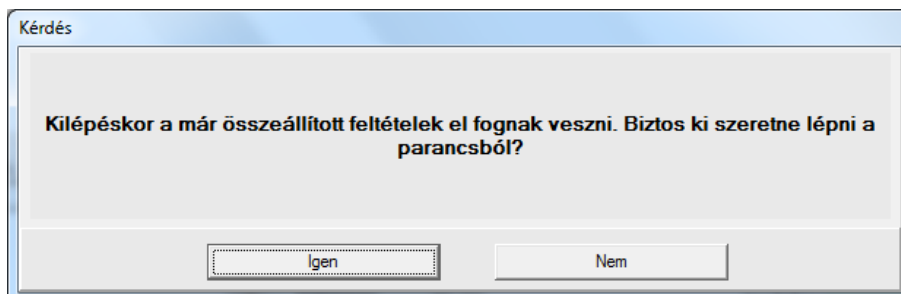 Kérdés
Kilépéskor a már összeállított feltételek el fognak veszni. Biztos ki szeretne lépni a
parancsból?
Igen
Nem